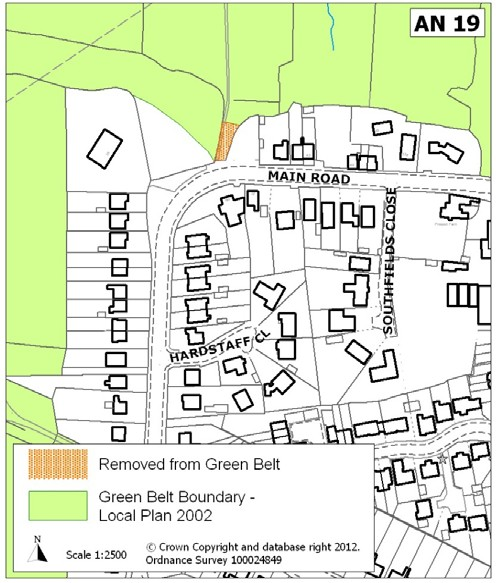 AN 19
MAIN ROAD
SOUTHFIELDS CLOSE
HARDSTAFF CL
Removed from Green Belt
Green Belt Boundary -
Local Plan 2002
N
Scale 1:2500
© Crown Copyright and database right 2012.
Ordnance Survey 100024849